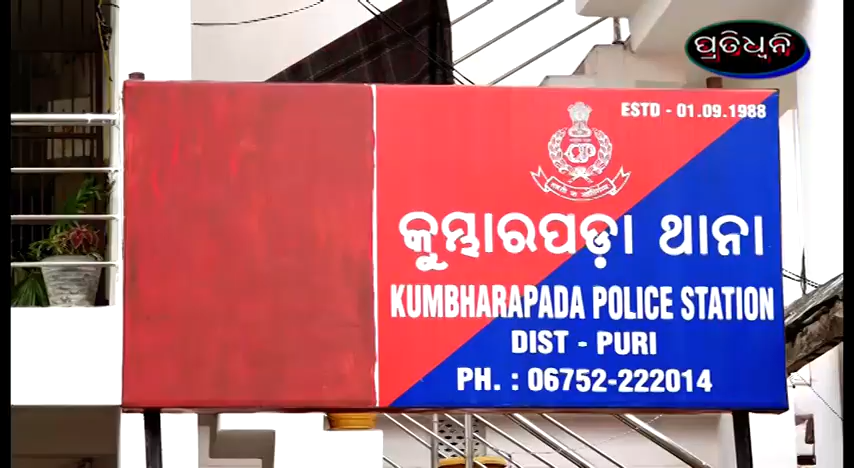 ପ୍ରତିଧ୍ୱନି
ESTD - 01.09.1988
କୁମ୍ଭାରପଡ଼ା ଥାନା
KUMBHARAPADA POLICE STATION
DIST - PURI
PH. : 06752-222014